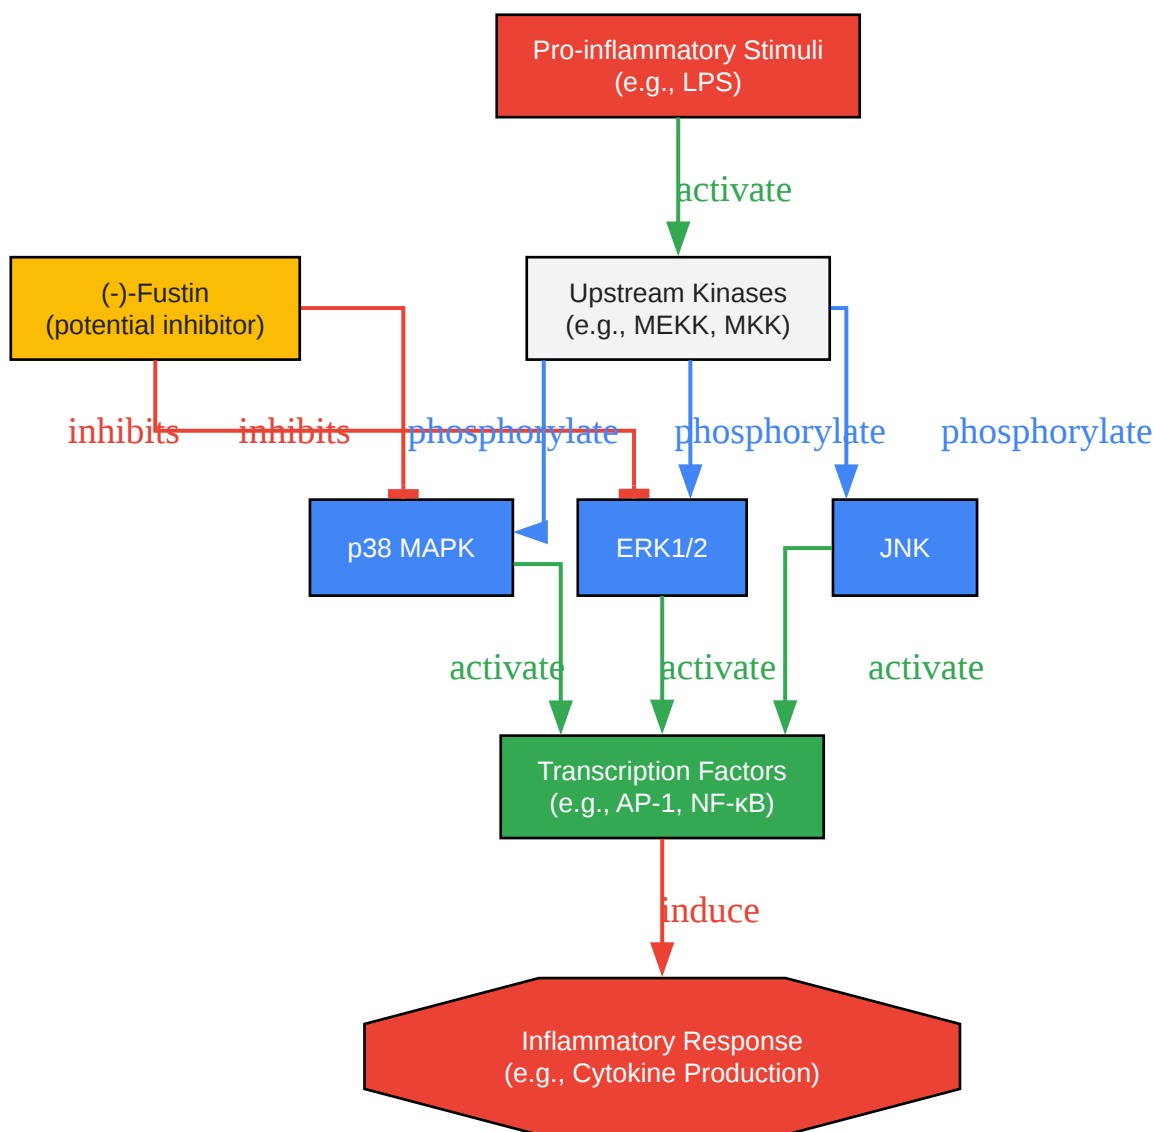 Pro-inflammatory Stimuli
(e.g., LPS)
activate
(-)-Fustin
(potential inhibitor)
Upstream Kinases
(e.g., MEKK, MKK)
inhibits
inhibits
phosphorylate
phosphorylate
phosphorylate
p38 MAPK
ERK1/2
JNK
activate
activate
activate
Transcription Factors
(e.g., AP-1, NF-κB)
induce
Inflammatory Response
(e.g., Cytokine Production)